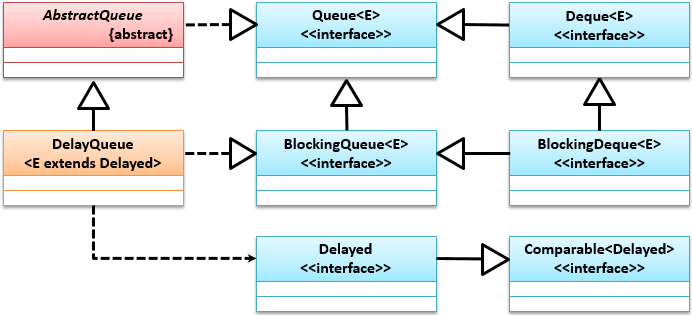 AbstractQueue
{abstract}
Queue<E>
<<interface>>
Deque<E>
<<interface>>
DelayQueue
<E extends Delayed>
BlockingQueue<E>
<<interface>>
BlockingDeque<E>
<<interface>>
Delayed
<<interface>>
Comparable<Delayed>
<<interface>>